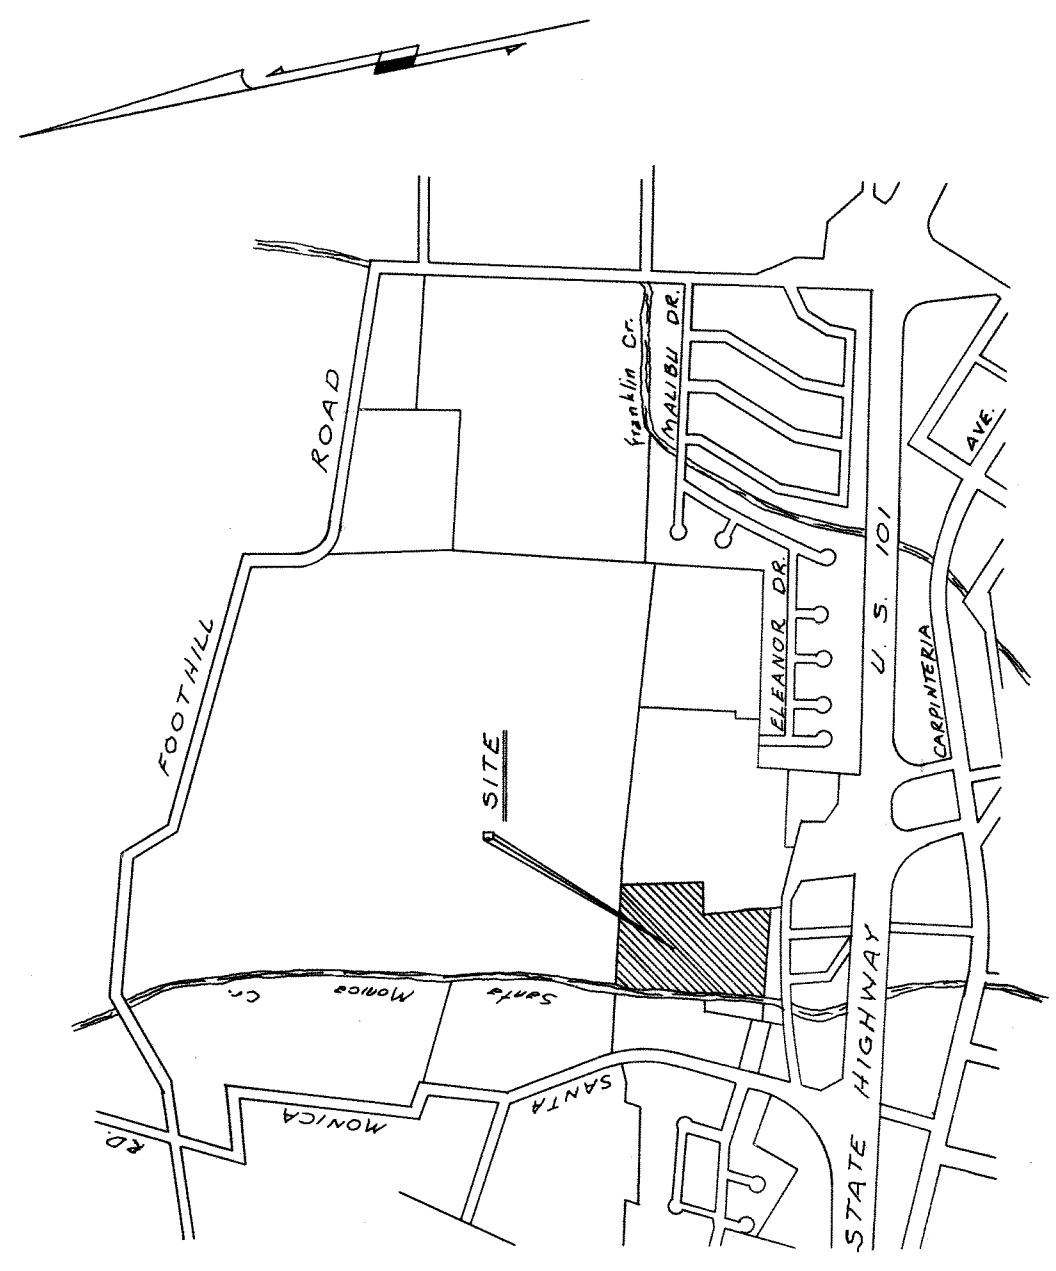 FOOTHILL ROAD
Franklin Cr.
MALIBU DR.
ELEANOR DR.
CARPINTERIA AVE.
STATE HIGHWAY U. S. 101
SITE
Santa Monica Cr.
SANTA MONICA RD.